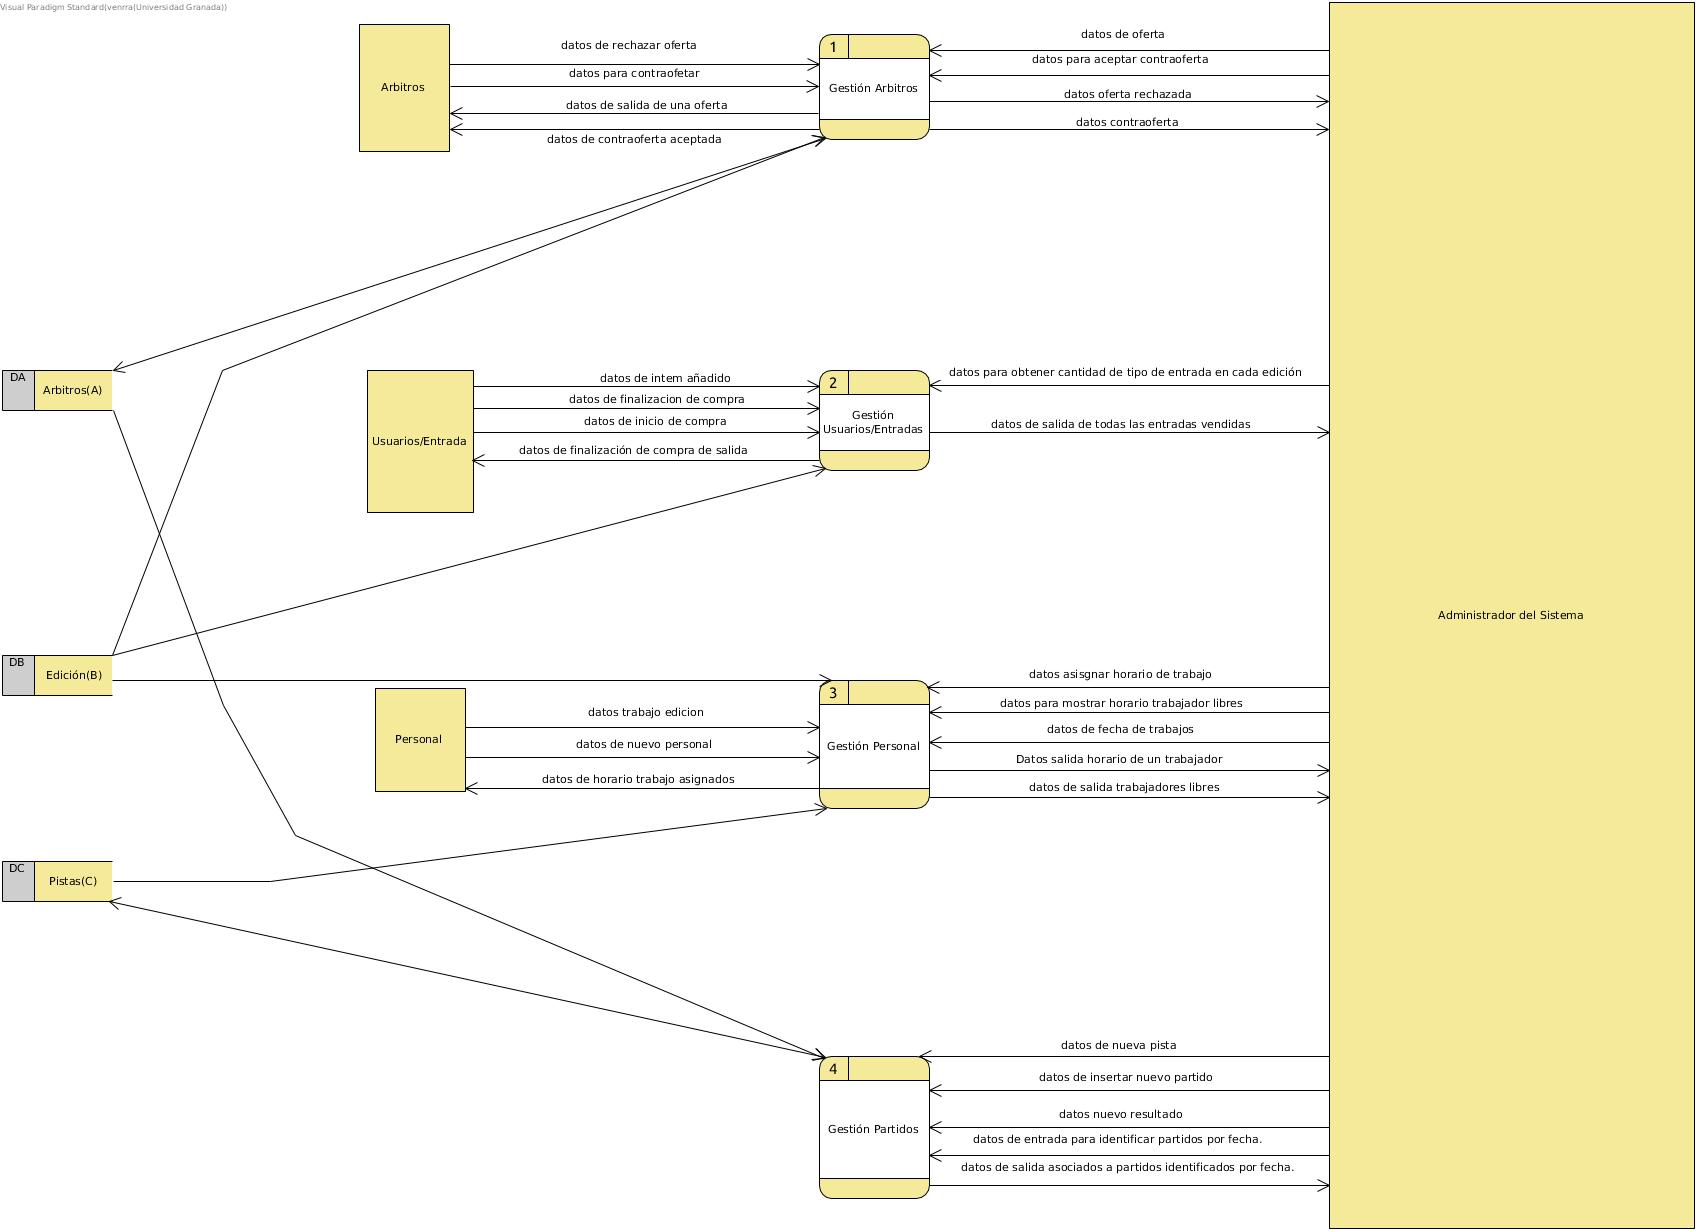 Visual Paradigm Standard(venrra(Universidad Granada))
Arbitros
datos de rechazar oferta
datos para contraofetar
datos de salida de una oferta
datos de contraoferta aceptada
1
Gestión Arbitros
datos de oferta
datos para aceptar contraoferta
datos oferta rechazada
datos contraoferta
DA
Arbitros(A)
Usuarios/Entrada
datos de intem añadido
datos de finalizacion de compra
datos de inicio de compra
datos de finalización de compra de salida
2
Gestión
Usuarios/Entradas
datos para obtener cantidad de tipo de entrada en cada edición
datos de salida de todas las entradas vendidas
Administrador del Sistema
DB
Edición(B)
Personal
datos trabajo edicion
datos de nuevo personal
datos de horario trabajo asignados
3
Gestión Personal
datos asisgnar horario de trabajo
datos para mostrar horario trabajador libres
datos de fecha de trabajos
Datos salida horario de un trabajador
datos de salida trabajadores libres
DC
Pistas(C)
4
Gestión Partidos
datos de nueva pista
datos de insertar nuevo partido
datos nuevo resultado
datos de entrada para identificar partidos por fecha.
datos de salida asociados a partidos identificados por fecha.